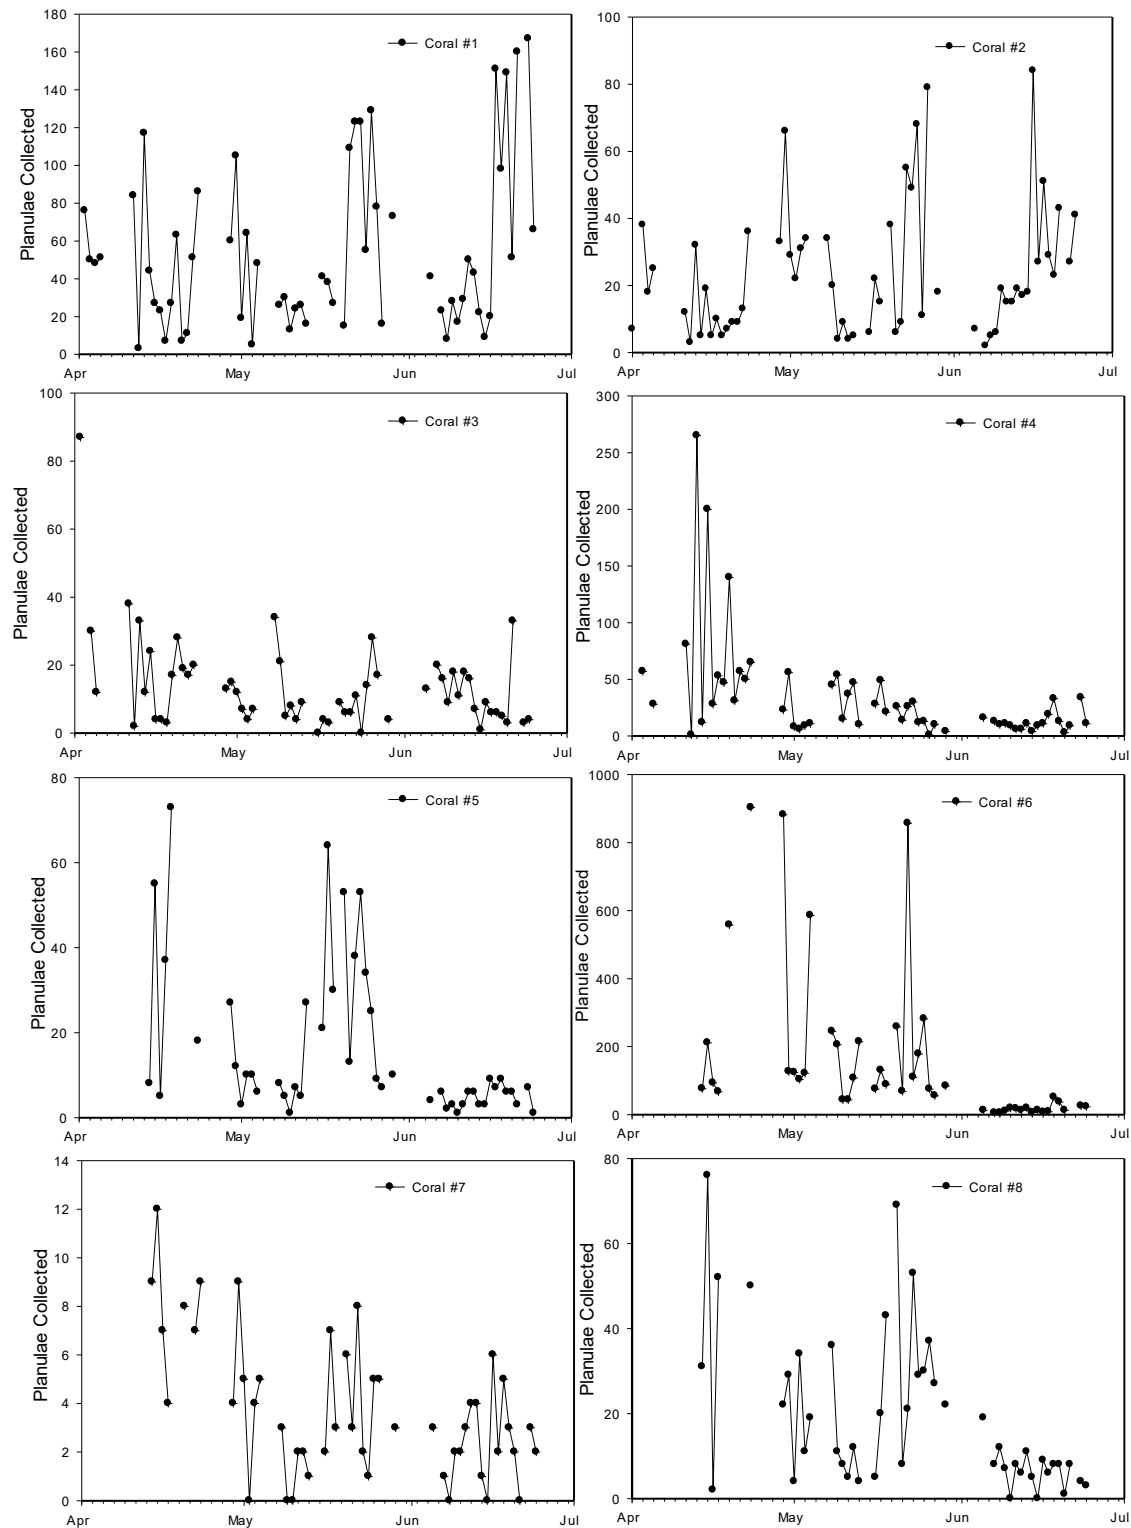 180
160
140
120
100
80
60
40
20
0
Planulae Collected
Coral #1
Apr May Jun Jul
100
80
60
40
20
0
Planulae Collected
Coral #2
Apr May Jun Jul
100
80
60
40
20
0
Planulae Collected
Coral #3
Apr May Jun Jul
300
250
200
150
100
50
0
Planulae Collected
Coral #4
Apr May Jun Jul
80
60
40
20
0
Planulae Collected
Coral #5
Apr May Jun Jul
1000
800
600
400
200
0
Planulae Collected
Coral #6
Apr May Jun Jul
14
12
10
8
6
4
2
0
Planulae Collected
Coral #7
Apr May Jun Jul
80
60
40
20
0
Planulae Collected
Coral #8
Apr May Jun Jul